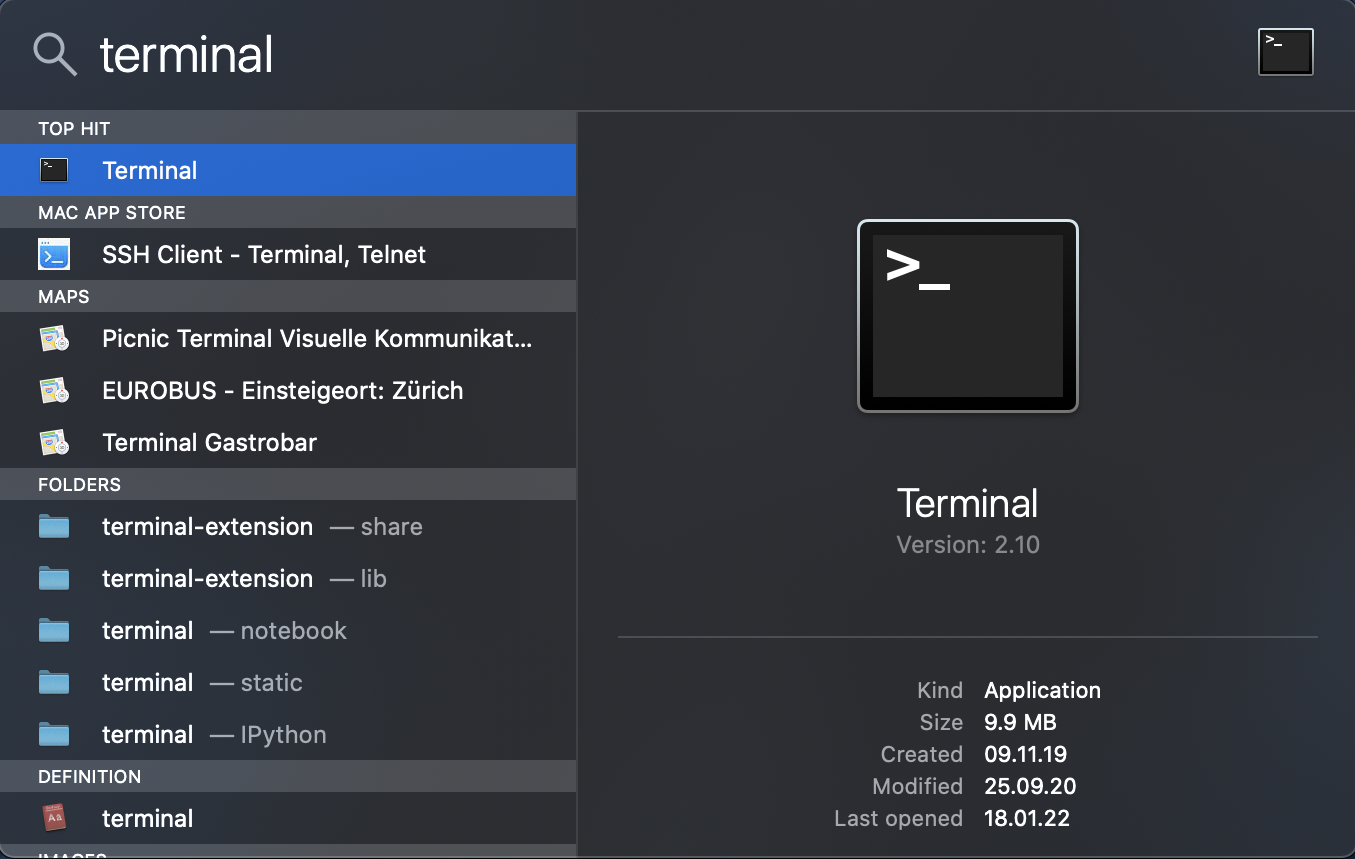 terminal
TOP HIT
Terminal
MAC APP STORE
SSH Client - Terminal, Telnet
MAPS
Picnic Terminal Visuelle Kommunikat...
EUROBUS - Einsteigeort: Zürich
Terminal Gastrobar
FOLDERS
terminal-extension — share
terminal-extension — lib
terminal — notebook
terminal — static
terminal — IPython
DEFINITION
terminal
IMAGES
>_
Terminal
Version: 2.10
Kind Application
Size 9.9 MB
Created 09.11.19
Modified 25.09.20
Last opened 18.01.22